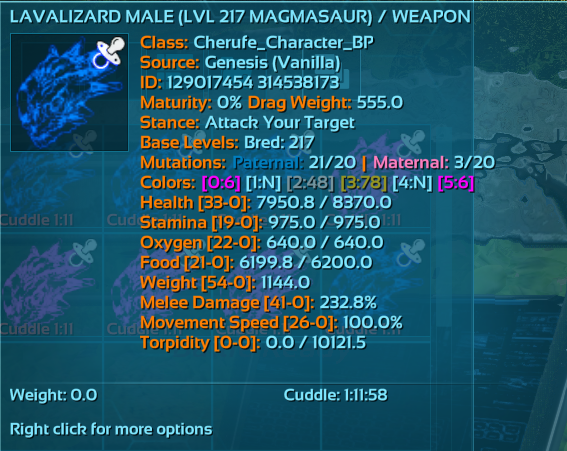 LAVALIZARD MALE (LVL 217 MAGMASAUR) / WEAPON
Class: Cherufe_Character_BP
Source: Genesis (Vanilla)
ID: 129017454 314538173
Maturity: 0% Drag Weight: 555.0
Stance: Attack Your Target
Base Levels: Bred: 217
Mutations: Paternal: 21/20 | Maternal: 3/20
Colors: [0:6] [1:N] [2:48] [3:78] [4:N] [5:6]
Health [33-0]: 7950.8 / 8370.0
Cuddle 1:11
Stamina [19-0]: 975.0 / 975.0
Oxygen [22-0]: 640.0 / 640.0
Food [21-0]: 6199.8 / 6200.0
Weight [54-0]: 1144.0
Melee Damage [41-0]: 232.8%
Movement Speed [26-0]: 100.0%
Cuddle 1:11
Torpidity [0-0]: 0.0 / 10121.5
Weight: 0.0 Cuddle: 1:11:58
Right click for more options